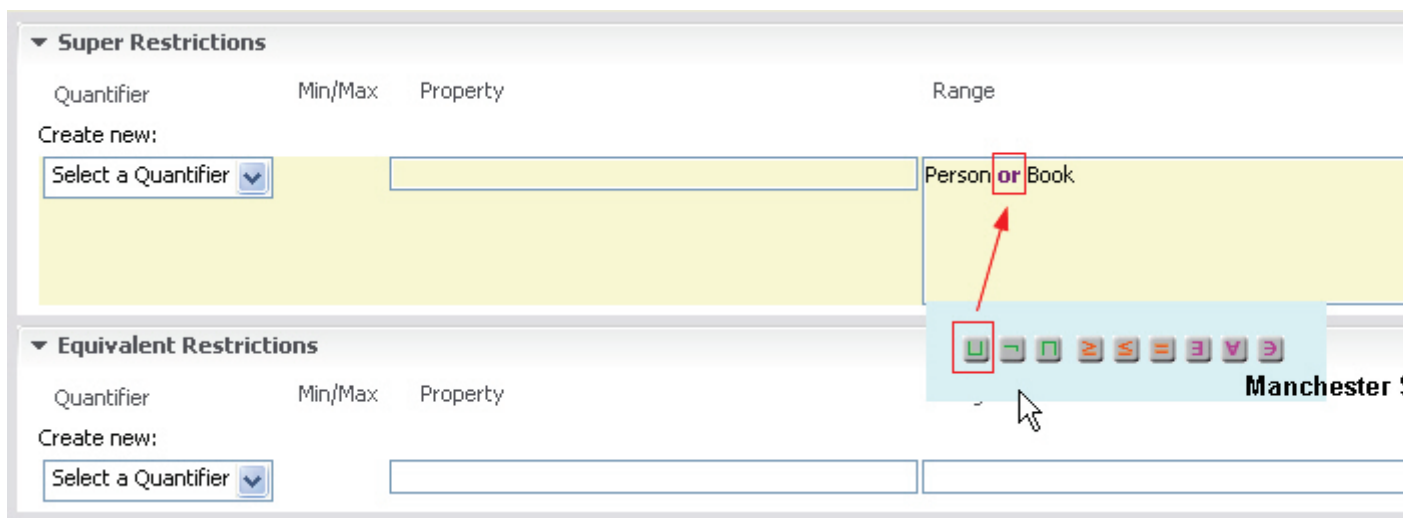 Super Restrictions
Quantifier Min/Max Property Range
Create new:
Select a Quantifier Person or Book
⊔ ¬ ⊓ ≥ ≤ = ∃ ∀ ∋
Equivalent Restrictions
Manchester
Quantifier Min/Max Property
Create new:
Select a Quantifier